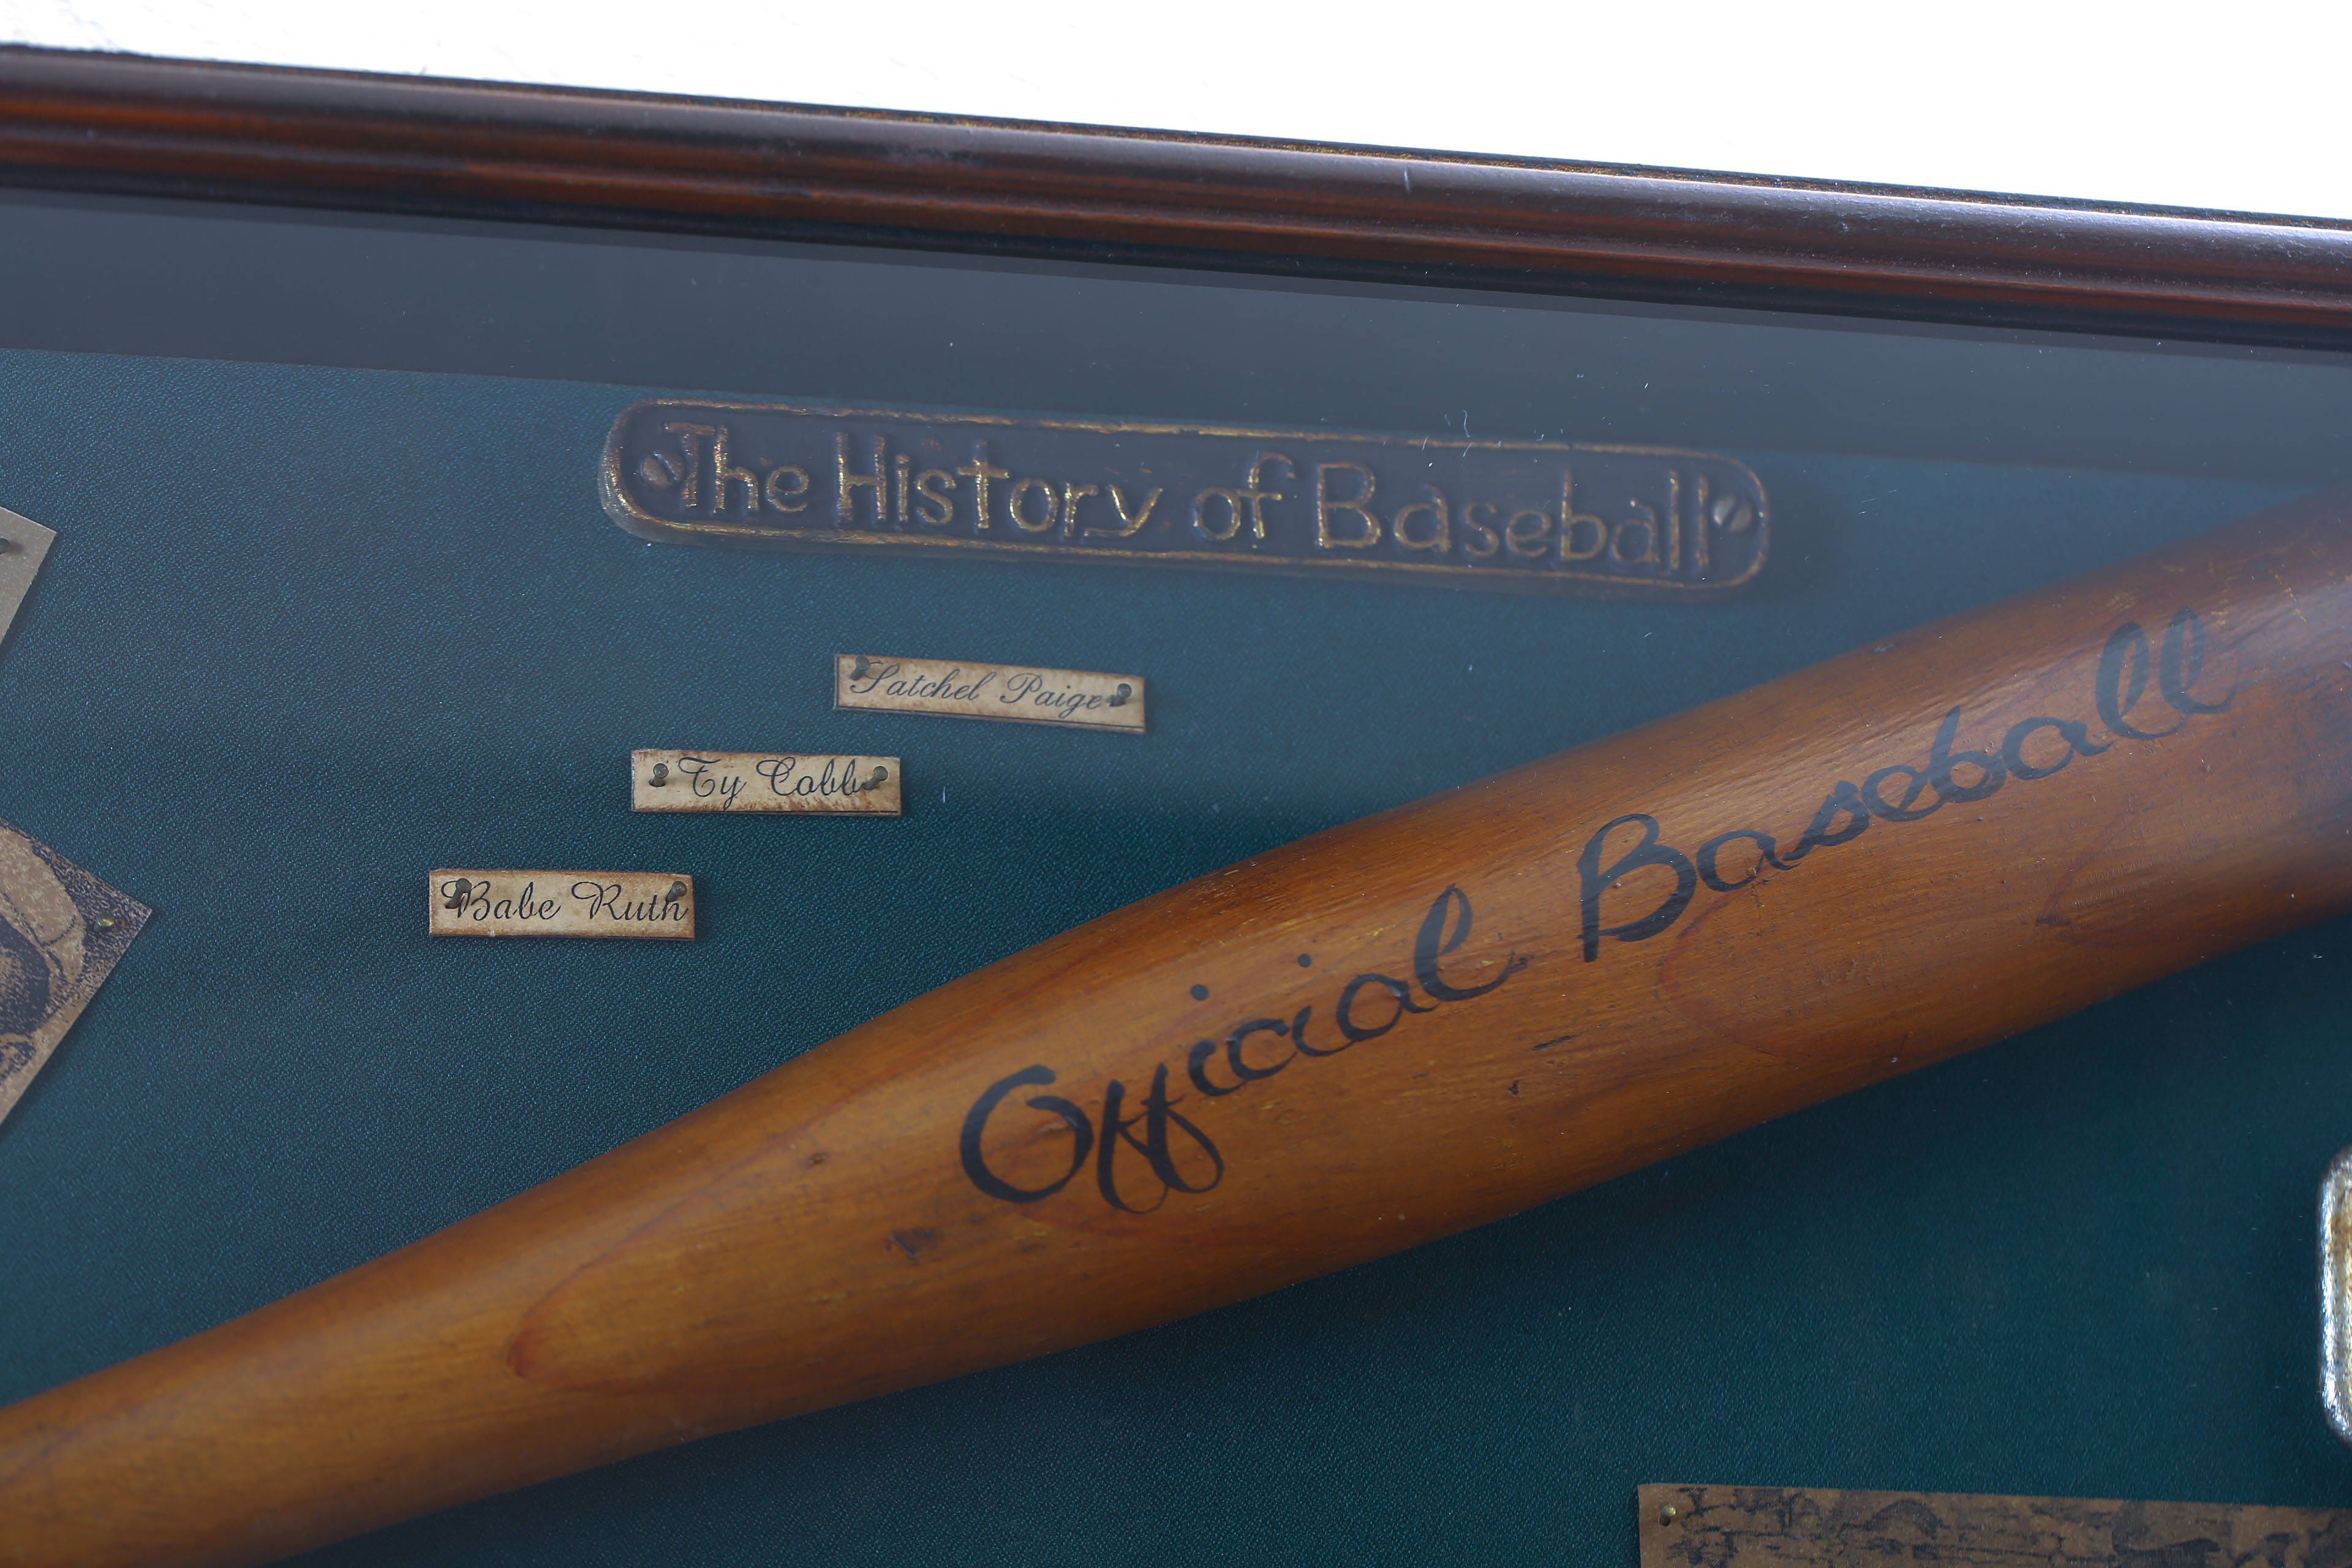 The History of Baseball
Satchel Paige
Ty Cobb
Babe Ruth
Official Baseball